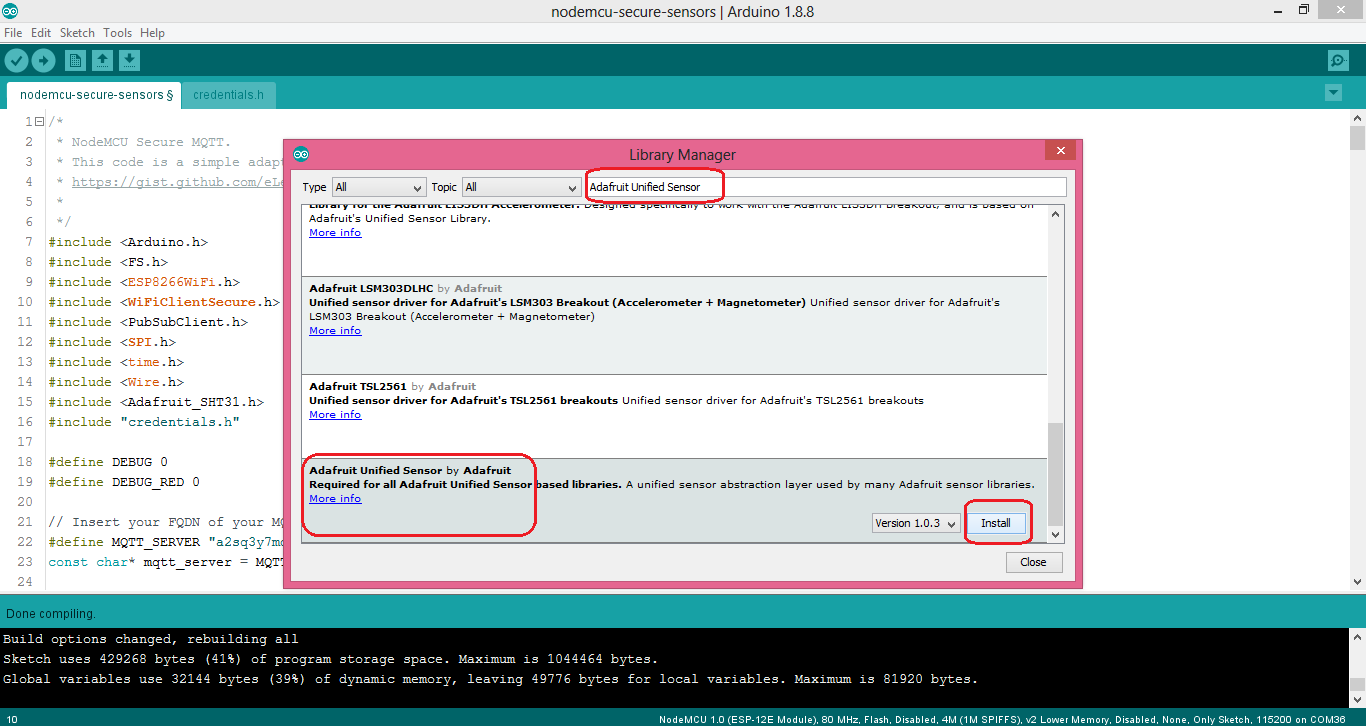 nodemcu-secure-sensors | Arduino 1.8.8
File Edit Sketch Tools Help
nodemcu-secure-sensors § credentials.h
1 /*
2 * NodeMCU Secure MQTT.
3 * This code is a simple adapt
4 * https://gist.github.com/eLe
5 *
6 */
7 #include <Arduino.h>
8 #include <FS.h>
9 #include <ESP8266WiFi.h>
10 #include <WiFiClientSecure.h>
11 #include <PubSubClient.h>
12 #include <SPI.h>
13 #include <time.h>
14 #include <Wire.h>
15 #include <Adafruit_SHT31.h>
16 #include "credentials.h"
17
18 #define DEBUG 0
19 #define DEBUG_RED 0
20
21 // Insert your FQDN of your MQ
22 #define MQTT_SERVER "a2sq3y7md
23 const char* mqtt_server = MQTT
24
Library Manager
Type All Topic All Adafruit Unified Sensor
Library for the Adafruit LIS3DH Accelerometer. Designed specifically to work with the Adafruit LIS3DH Breakout, and is based on
Adafruit's Unified Sensor Library.
More info
Adafruit LSM303DLHC by Adafruit
Unified sensor driver for Adafruit's LSM303 Breakout (Accelerometer + Magnetometer) Unified sensor driver for Adafruit's
LSM303 Breakout (Accelerometer + Magnetometer)
More info
Adafruit TSL2561 by Adafruit
Unified sensor driver for Adafruit's TSL2561 breakouts Unified sensor driver for Adafruit's TSL2561 breakouts
More info
Adafruit Unified Sensor by Adafruit
Required for all Adafruit Unified Sensor based libraries. A unified sensor abstraction layer used by many Adafruit sensor libraries.
More info
Version 1.0.3 Install
Close
Done compiling.
Build options changed, rebuilding all
Sketch uses 429268 bytes (41%) of program storage space. Maximum is 1044464 bytes.
Global variables use 32144 bytes (39%) of dynamic memory, leaving 49776 bytes for local variables. Maximum is 81920 bytes.
10 NodeMCU 1.0 (ESP-12E Module), 80 MHz, Flash, Disabled, 4M (1M SPIFFS), v2 Lower Memory, Disabled, None, Only Sketch, 115200 on COM36